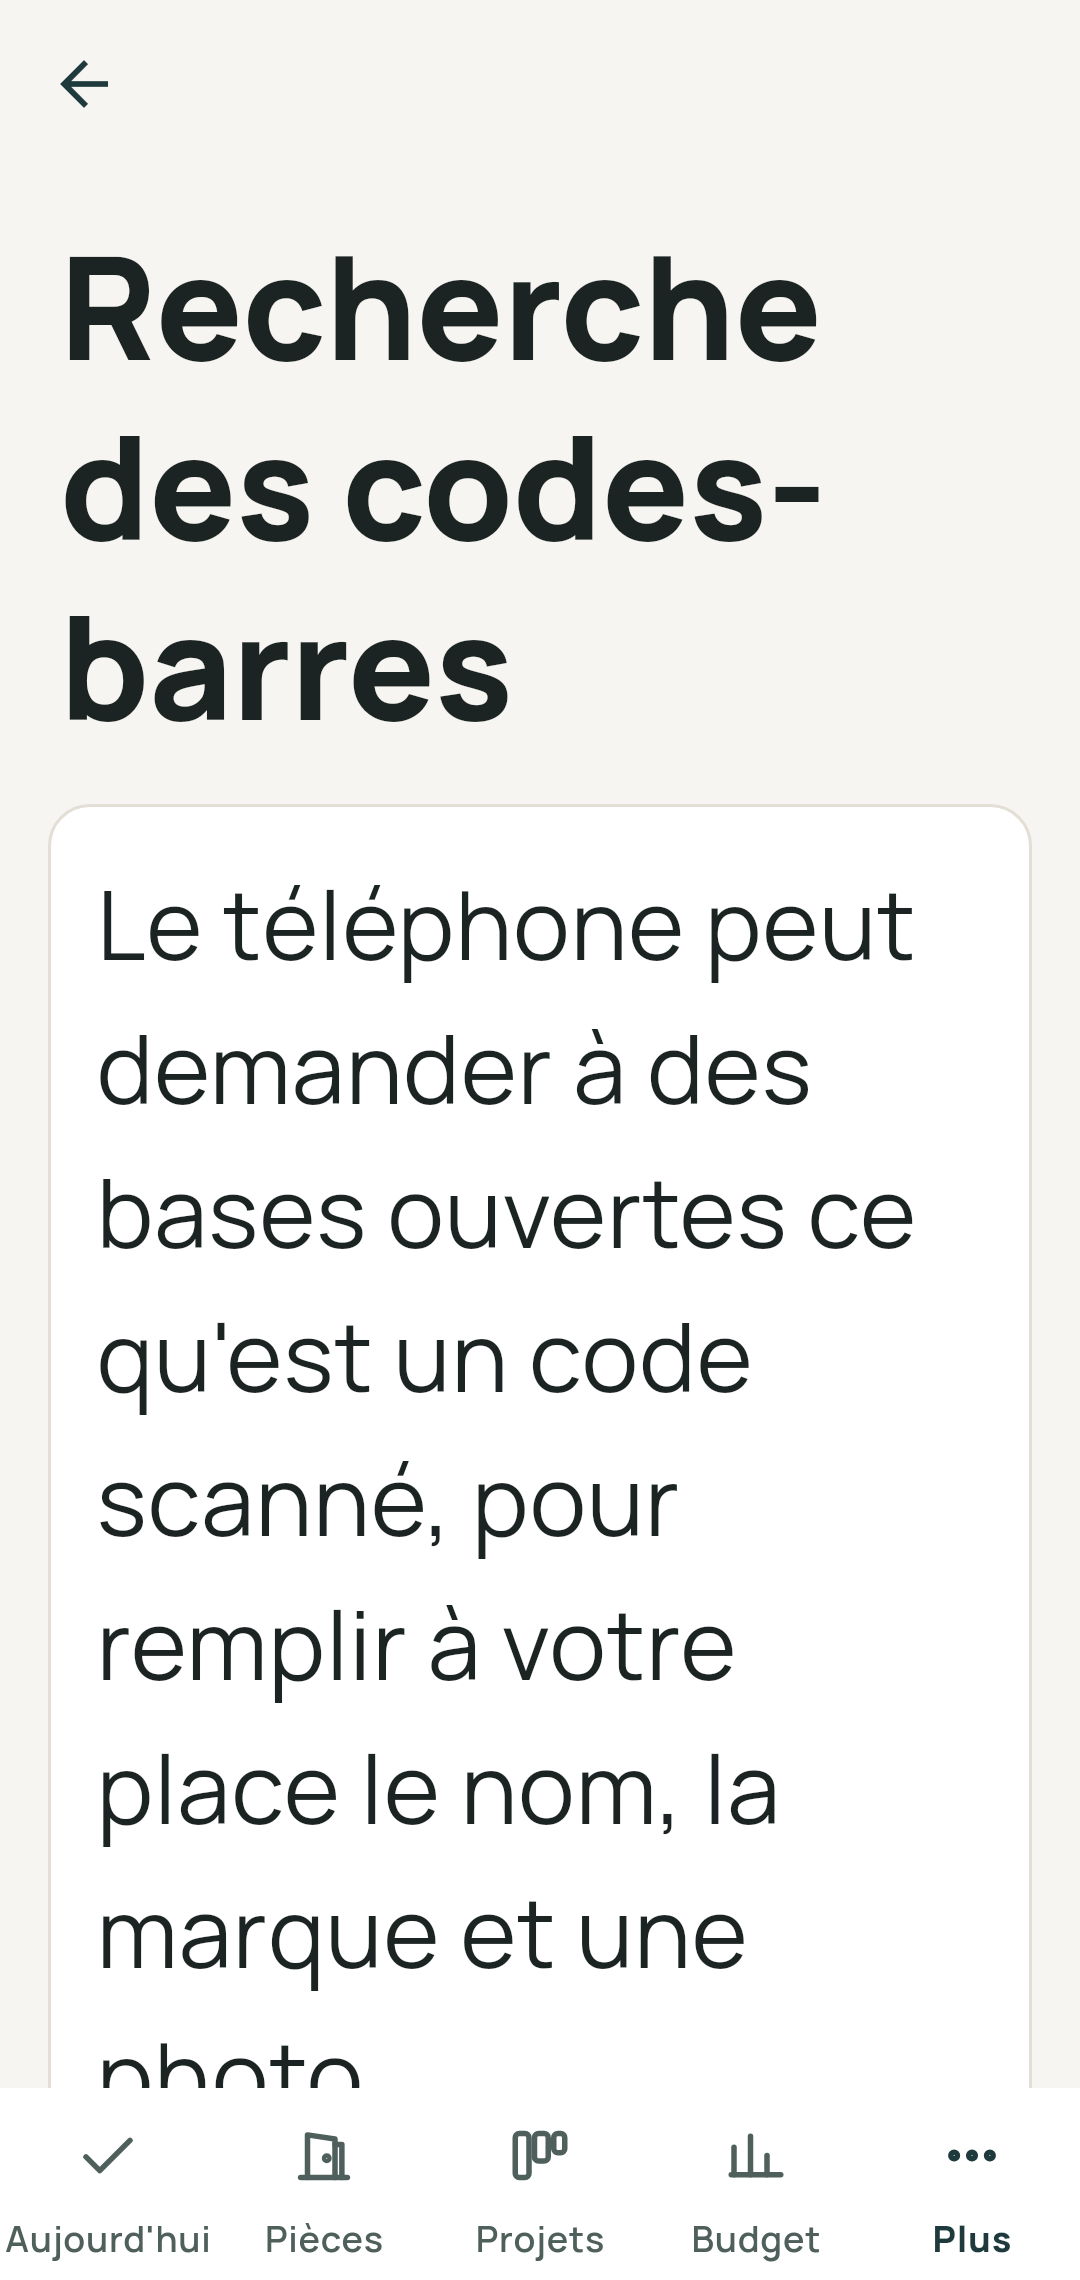 Recherche
des codes-
barres
Le téléphone peut
demander à des
bases ouvertes ce
qu'est un code
scanné, pour
remplir à votre
place le nom, la
marque et une
photo
Aujourd'hui
Pièces
Projets
Budget
Plus